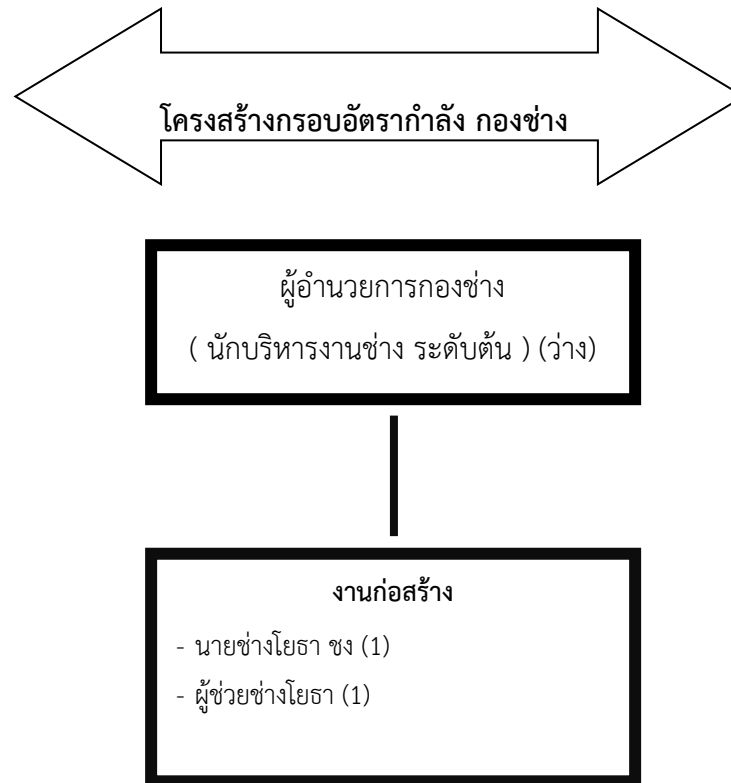 โครงสร้างกรอบอัตรากำลัง กองช่าง
ผู้อำนวยการกองช่าง
( นักบริหารงานช่าง ระดับต้น ) (ว่าง)
งานก่อสร้าง
- นายช่างโยธา ชง (1)
- ผู้ช่วยช่างโยธา (1)